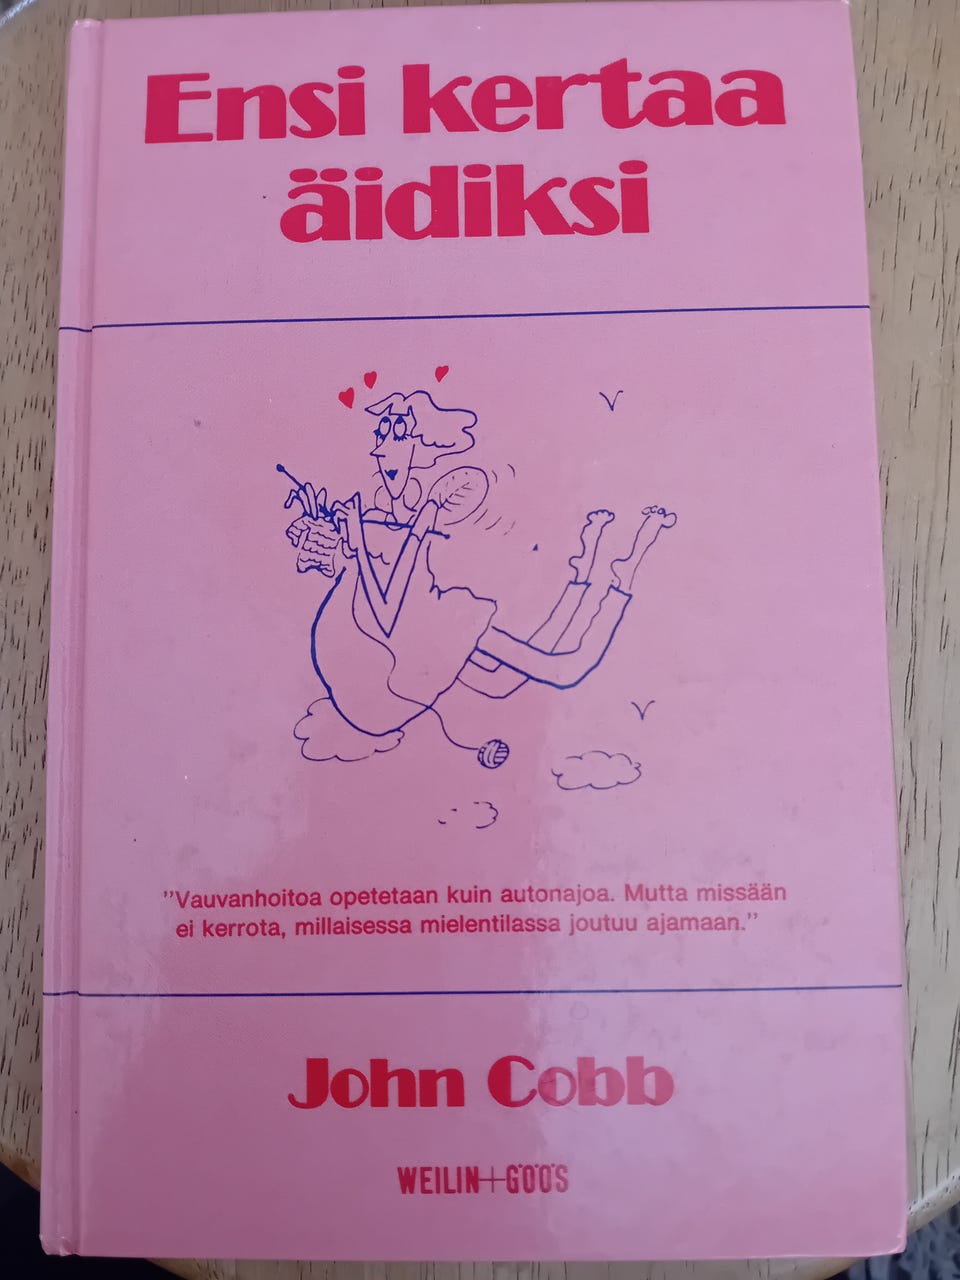 Ensi kertaa
äidiksi
”Vauvanhoitoa opetetaan kuin autonajoa. Mutta missään
ei kerrota, millaisessa mielentilassa joutuu ajamaan.”
John Cobb
WEILIN+GÖÖS